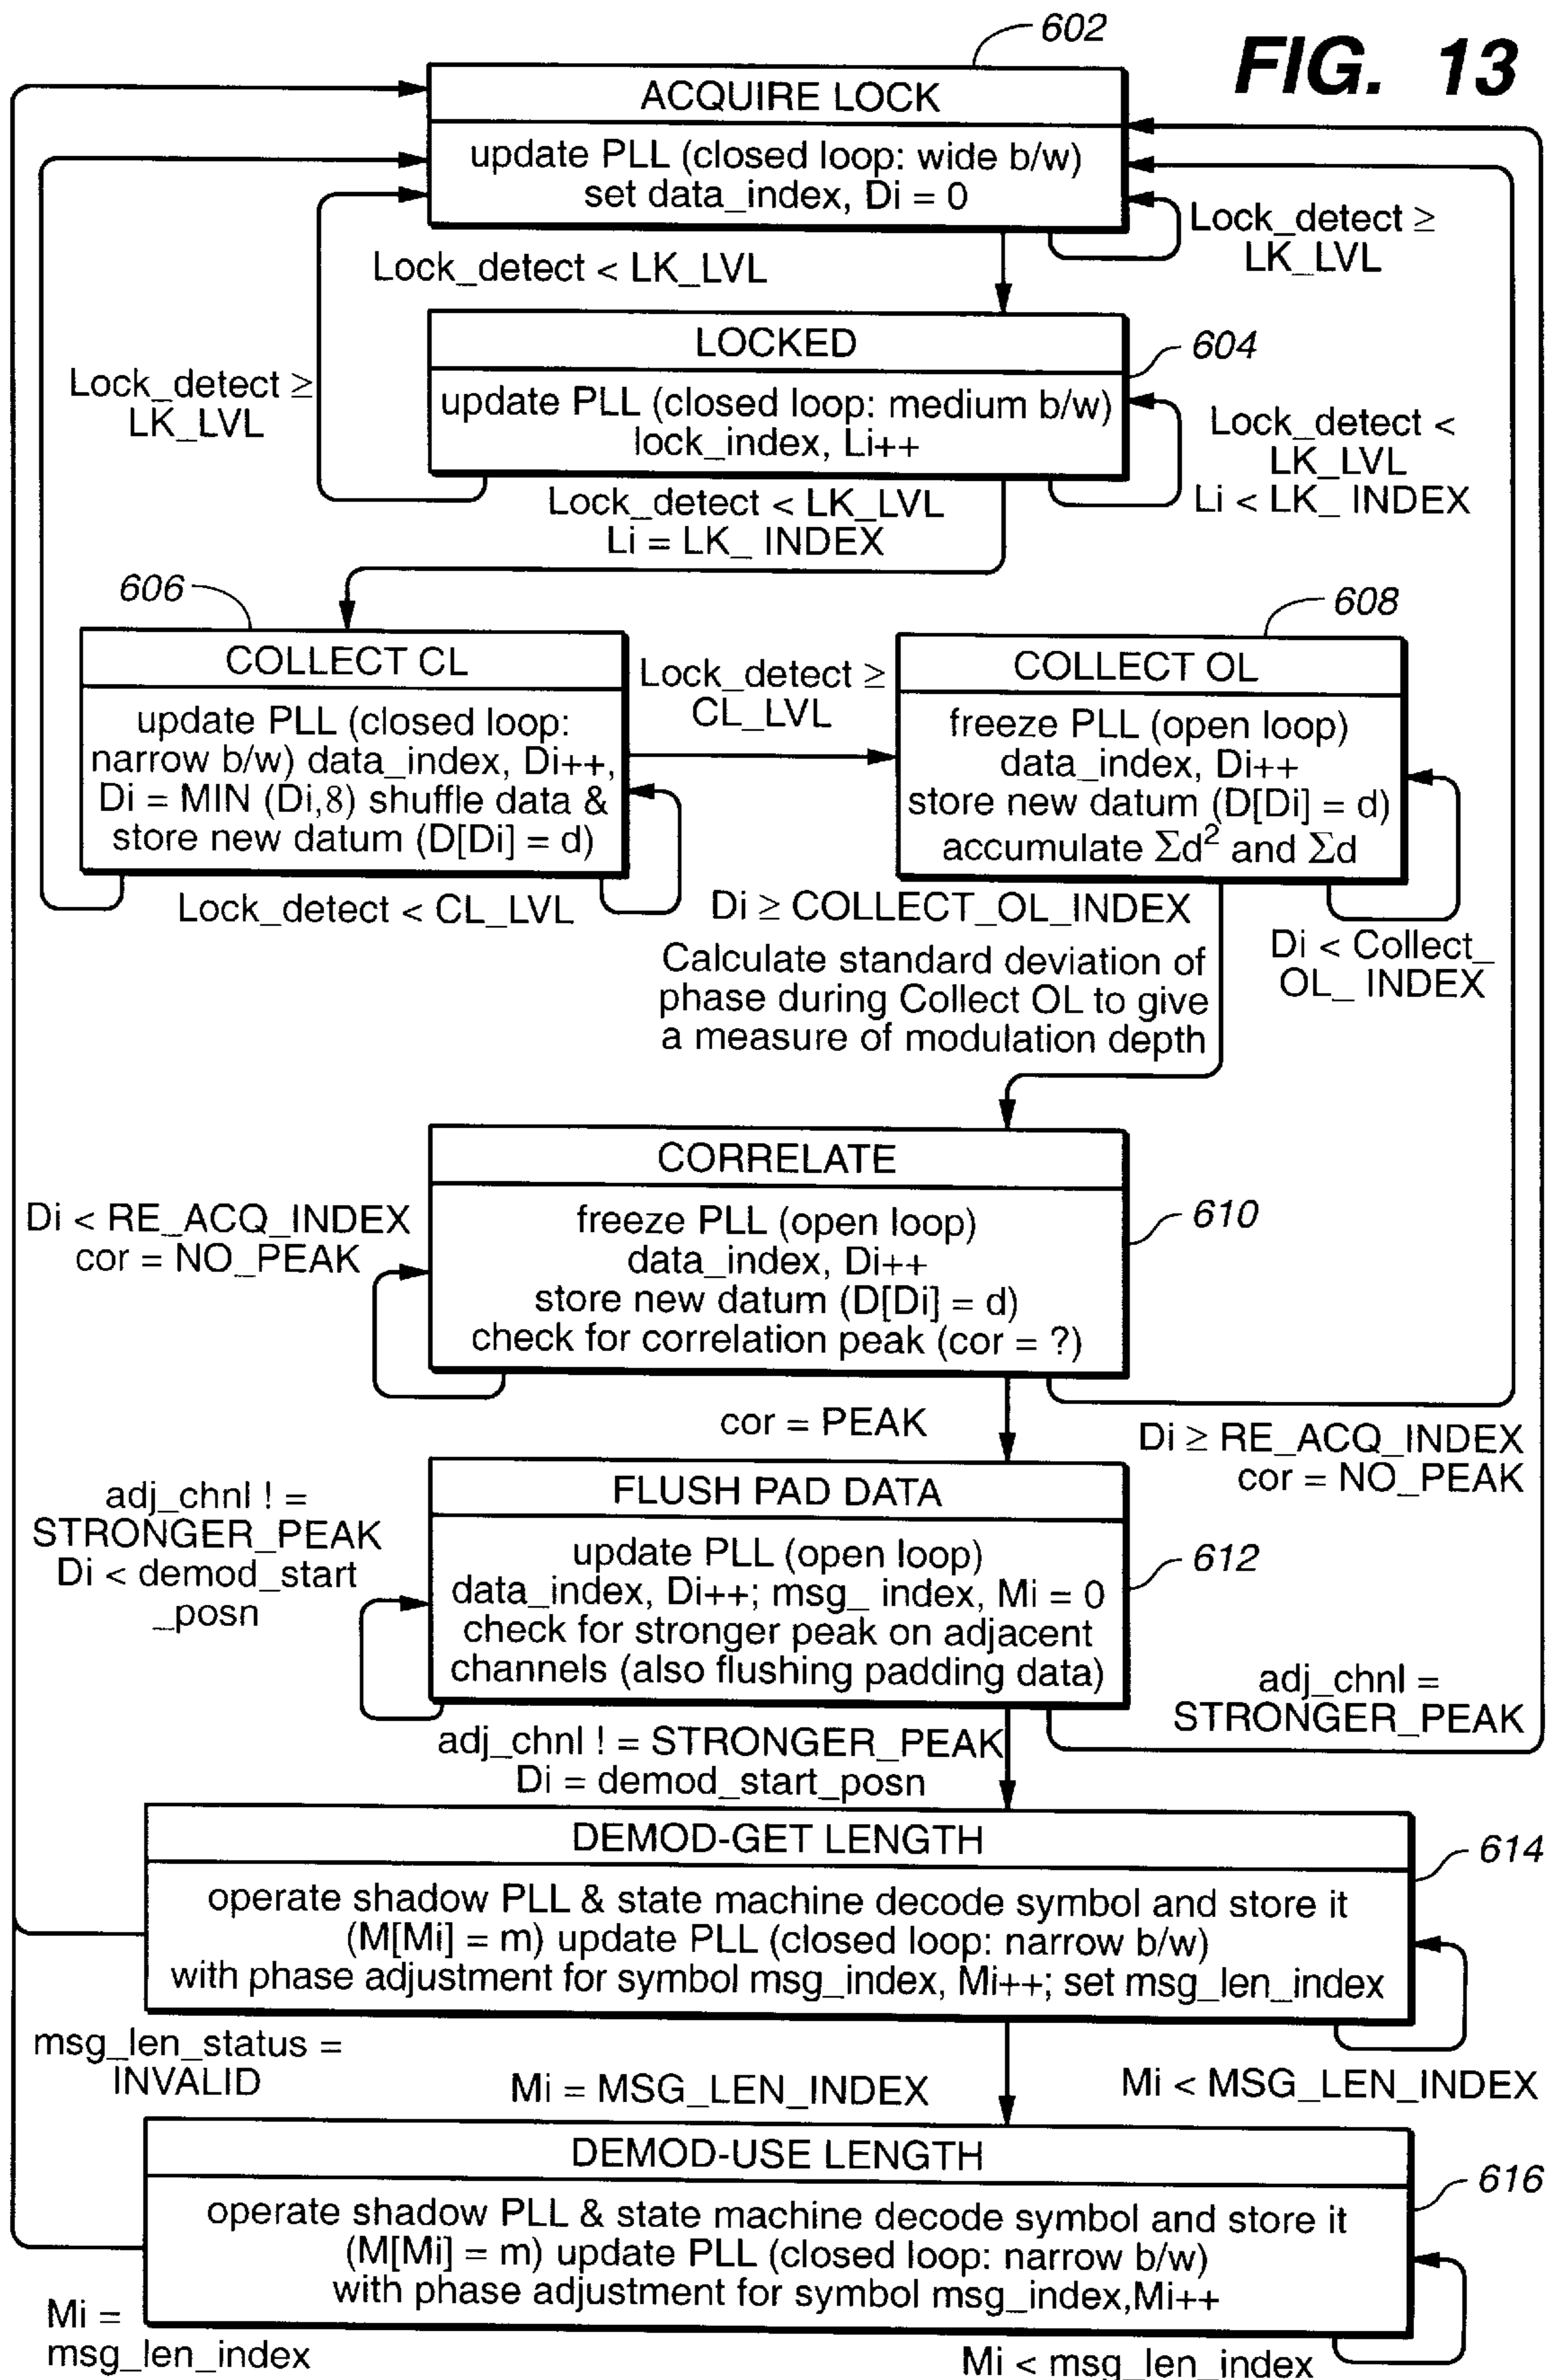 FIG. 13
602
ACQUIRE LOCK
update PLL (closed loop: wide b/w)
set data_index, Di = 0
Lock_detect ≥
LK_LVL
Lock_detect < LK_LVL
LOCKED
604
update PLL (closed loop: medium b/w)
lock_index, Li++
Lock_detect ≥
LK_LVL
Lock_detect <
LK_LVL
Li < LK_ INDEX
Lock_detect < LK_LVL
Li = LK_ INDEX
606
COLLECT CL
update PLL (closed loop:
narrow b/w) data_index, Di++,
Di = MIN (Di,8) shuffle data &
store new datum (D[Di] = d)
Lock_detect ≥
CL_LVL
608
COLLECT OL
freeze PLL (open loop)
data_index, Di++
store new datum (D[Di] = d)
accumulate Σd² and Σd
Lock_detect < CL_LVL
Di ≥ COLLECT_OL_INDEX
Calculate standard deviation of
phase during Collect OL to give
a measure of modulation depth
Di < Collect_
OL_ INDEX
CORRELATE
610
freeze PLL (open loop)
data_index, Di++
store new datum (D[Di] = d)
check for correlation peak (cor = ?)
Di < RE_ACQ_INDEX
cor = NO_PEAK
cor = PEAK
Di ≥ RE_ACQ_INDEX
cor = NO_PEAK
FLUSH PAD DATA
612
update PLL (open loop)
data_index, Di++; msg_ index, Mi = 0
check for stronger peak on adjacent
channels (also flushing padding data)
adj_chnl ! =
STRONGER_PEAK
Di < demod_start
_posn
adj_chnl =
STRONGER_PEAK
adj_chnl ! = STRONGER_PEAK
Di = demod_start_posn
DEMOD-GET LENGTH
614
operate shadow PLL & state machine decode symbol and store it
(M[Mi] = m) update PLL (closed loop: narrow b/w)
with phase adjustment for symbol msg_index, Mi++; set msg_len_index
msg_len_status =
INVALID
Mi = MSG_LEN_INDEX
Mi < MSG_LEN_INDEX
DEMOD-USE LENGTH
616
operate shadow PLL & state machine decode symbol and store it
(M[Mi] = m) update PLL (closed loop: narrow b/w)
with phase adjustment for symbol msg_index,Mi++
Mi =
msg_len_index
Mi < msg_len_index